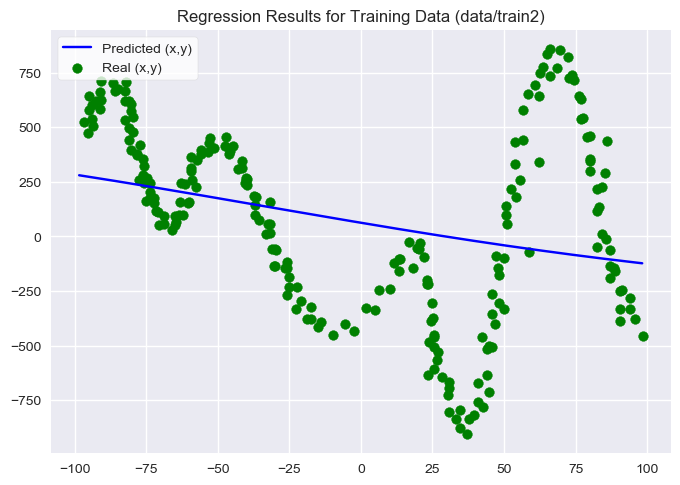 Regression Results for Training Data (data/train2)
Predicted (x,y)
Real (x,y)
750
500
250
0
−250
−500
−750
−100 −75 −50 −25 0 25 50 75 100